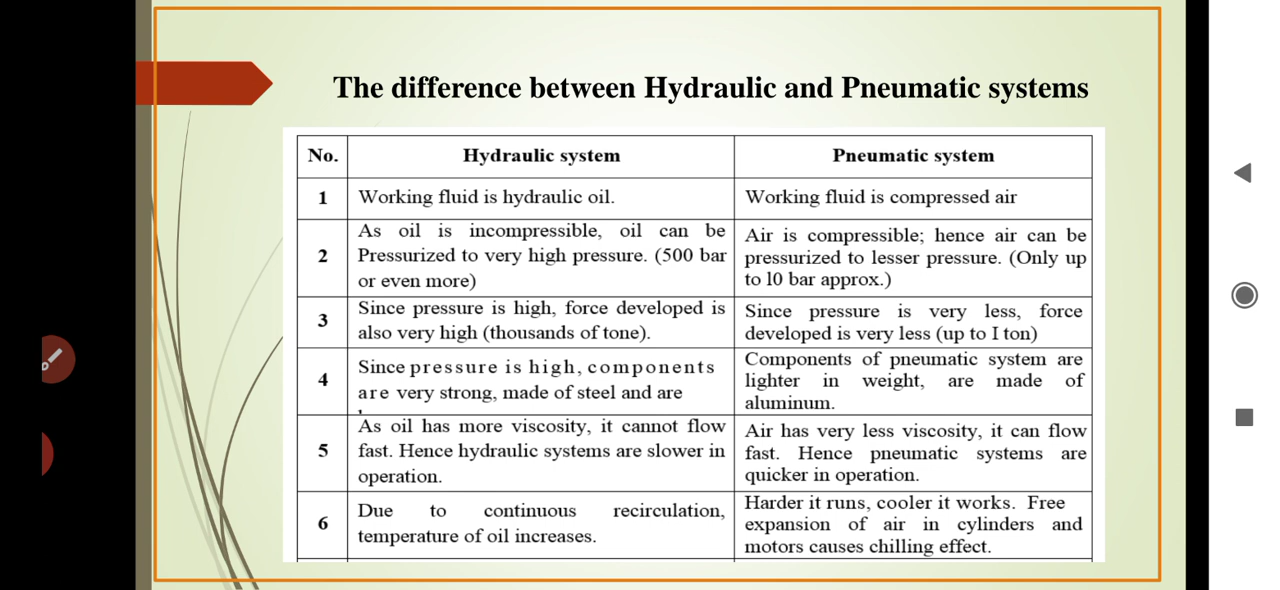 The difference between Hydraulic and Pneumatic systems
No. Hydraulic system Pneumatic system
1 Working fluid is hydraulic oil. Working fluid is compressed air
2
As oil is incompressible, oil can be
Pressurized to very high pressure. (500 bar
or even more)
Air is compressible; hence air can be
pressurized to lesser pressure. (Only up
to l0 bar approx.)
3
Since pressure is high, force developed is
also very high (thousands of tone).
Since pressure is very less, force
developed is very less (up to I ton)
4
Since pressure is high, components
are very strong, made of steel and are
Components of pneumatic system are
lighter in weight, are made of
aluminum.
5
As oil has more viscosity, it cannot flow
fast. Hence hydraulic systems are slower in
operation.
Air has very less viscosity, it can flow
fast. Hence pneumatic systems are
quicker in operation.
6
Due to continuous recirculation,
temperature of oil increases.
Harder it runs, cooler it works. Free
expansion of air in cylinders and
motors causes chilling effect.